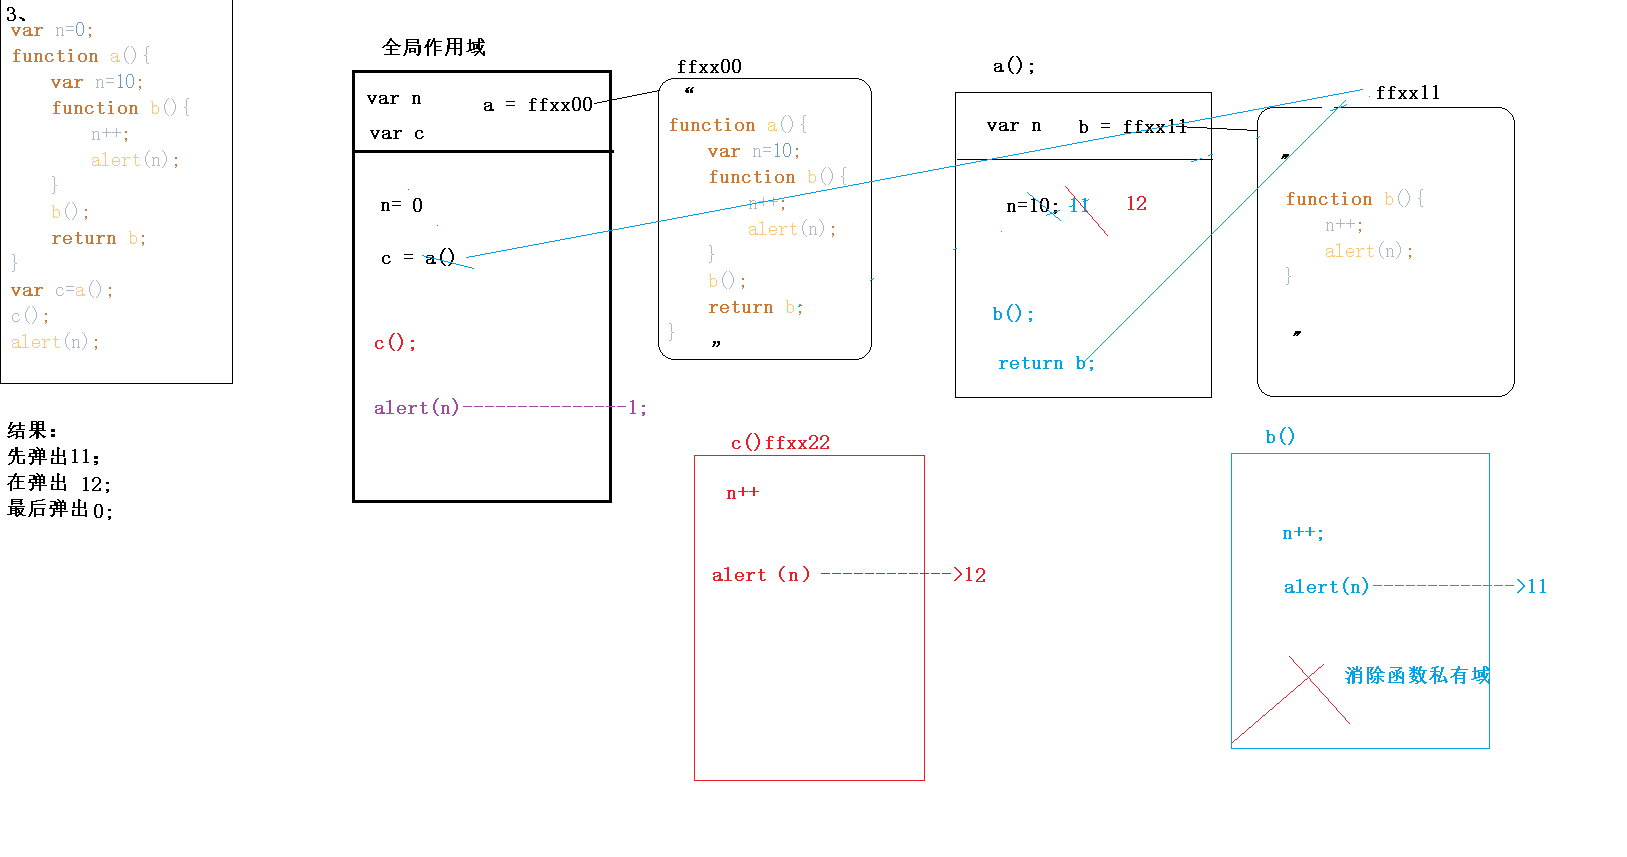 3、
var n=0;
function a(){
var n=10;
function b(){
n++;
alert(n);
}
b();
return b;
}
var c=a();
c();
alert(n);
结果：
先弹出11；
在弹出 12；
最后弹出0；
全局作用域
var n
a = ffxx00
var c
n= 0
c = a()
c();
alert(n)--------------1;
ffxx00
“
function a(){
var n=10;
function b(){
n++;
alert(n);
}
b();
return b;
}
”
a();
var n
b = ffxx11
n=10; 11 12
b();
return b;
ffxx11
”
function b(){
n++;
alert(n);
}
”
c()ffxx22
n++
alert（n）------------>12
b()
n++;
alert(n)------------->11
消除函数私有域